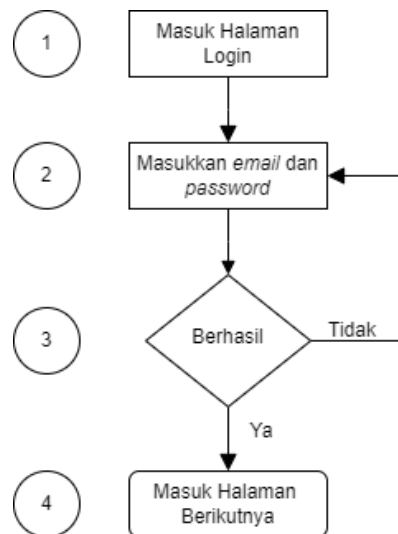 1
Masuk Halaman
Login
2
Masukkan email dan
password
3
Berhasil
Tidak
Ya
4
Masuk Halaman
Berikutnya